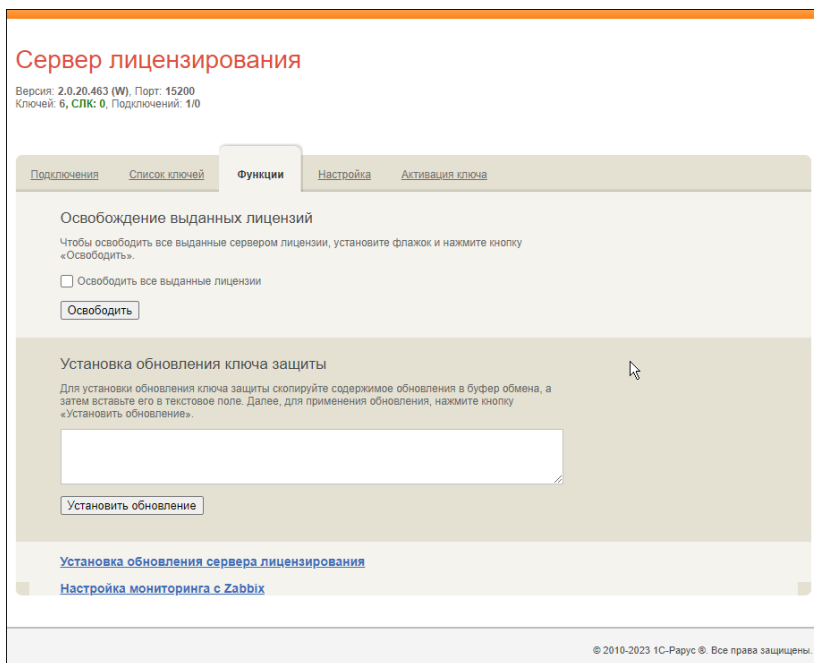 Сервер лицензирования
Версия: 2.0.20.463 (W), Порт: 15200
Ключей: 6, СЛК: 0, Подключений: 1/0
Подключения Список ключей Функции Настройка Активация ключа
Освобождение выданных лицензий
Чтобы освободить все выданные сервером лицензии, установите флажок и нажмите кнопку
«Освободить».
Освободить все выданные лицензии
Освободить
Установка обновления ключа защиты
Для установки обновления ключа защиты скопируйте содержимое обновления в буфер обмена, а
затем вставьте его в текстовое поле. Далее, для применения обновления, нажмите кнопку
«Установить обновление».
Установить обновление
Установка обновления сервера лицензирования
Настройка мониторинга с Zabbix
© 2010-2023 1С-Рарус ®. Все права защищены.